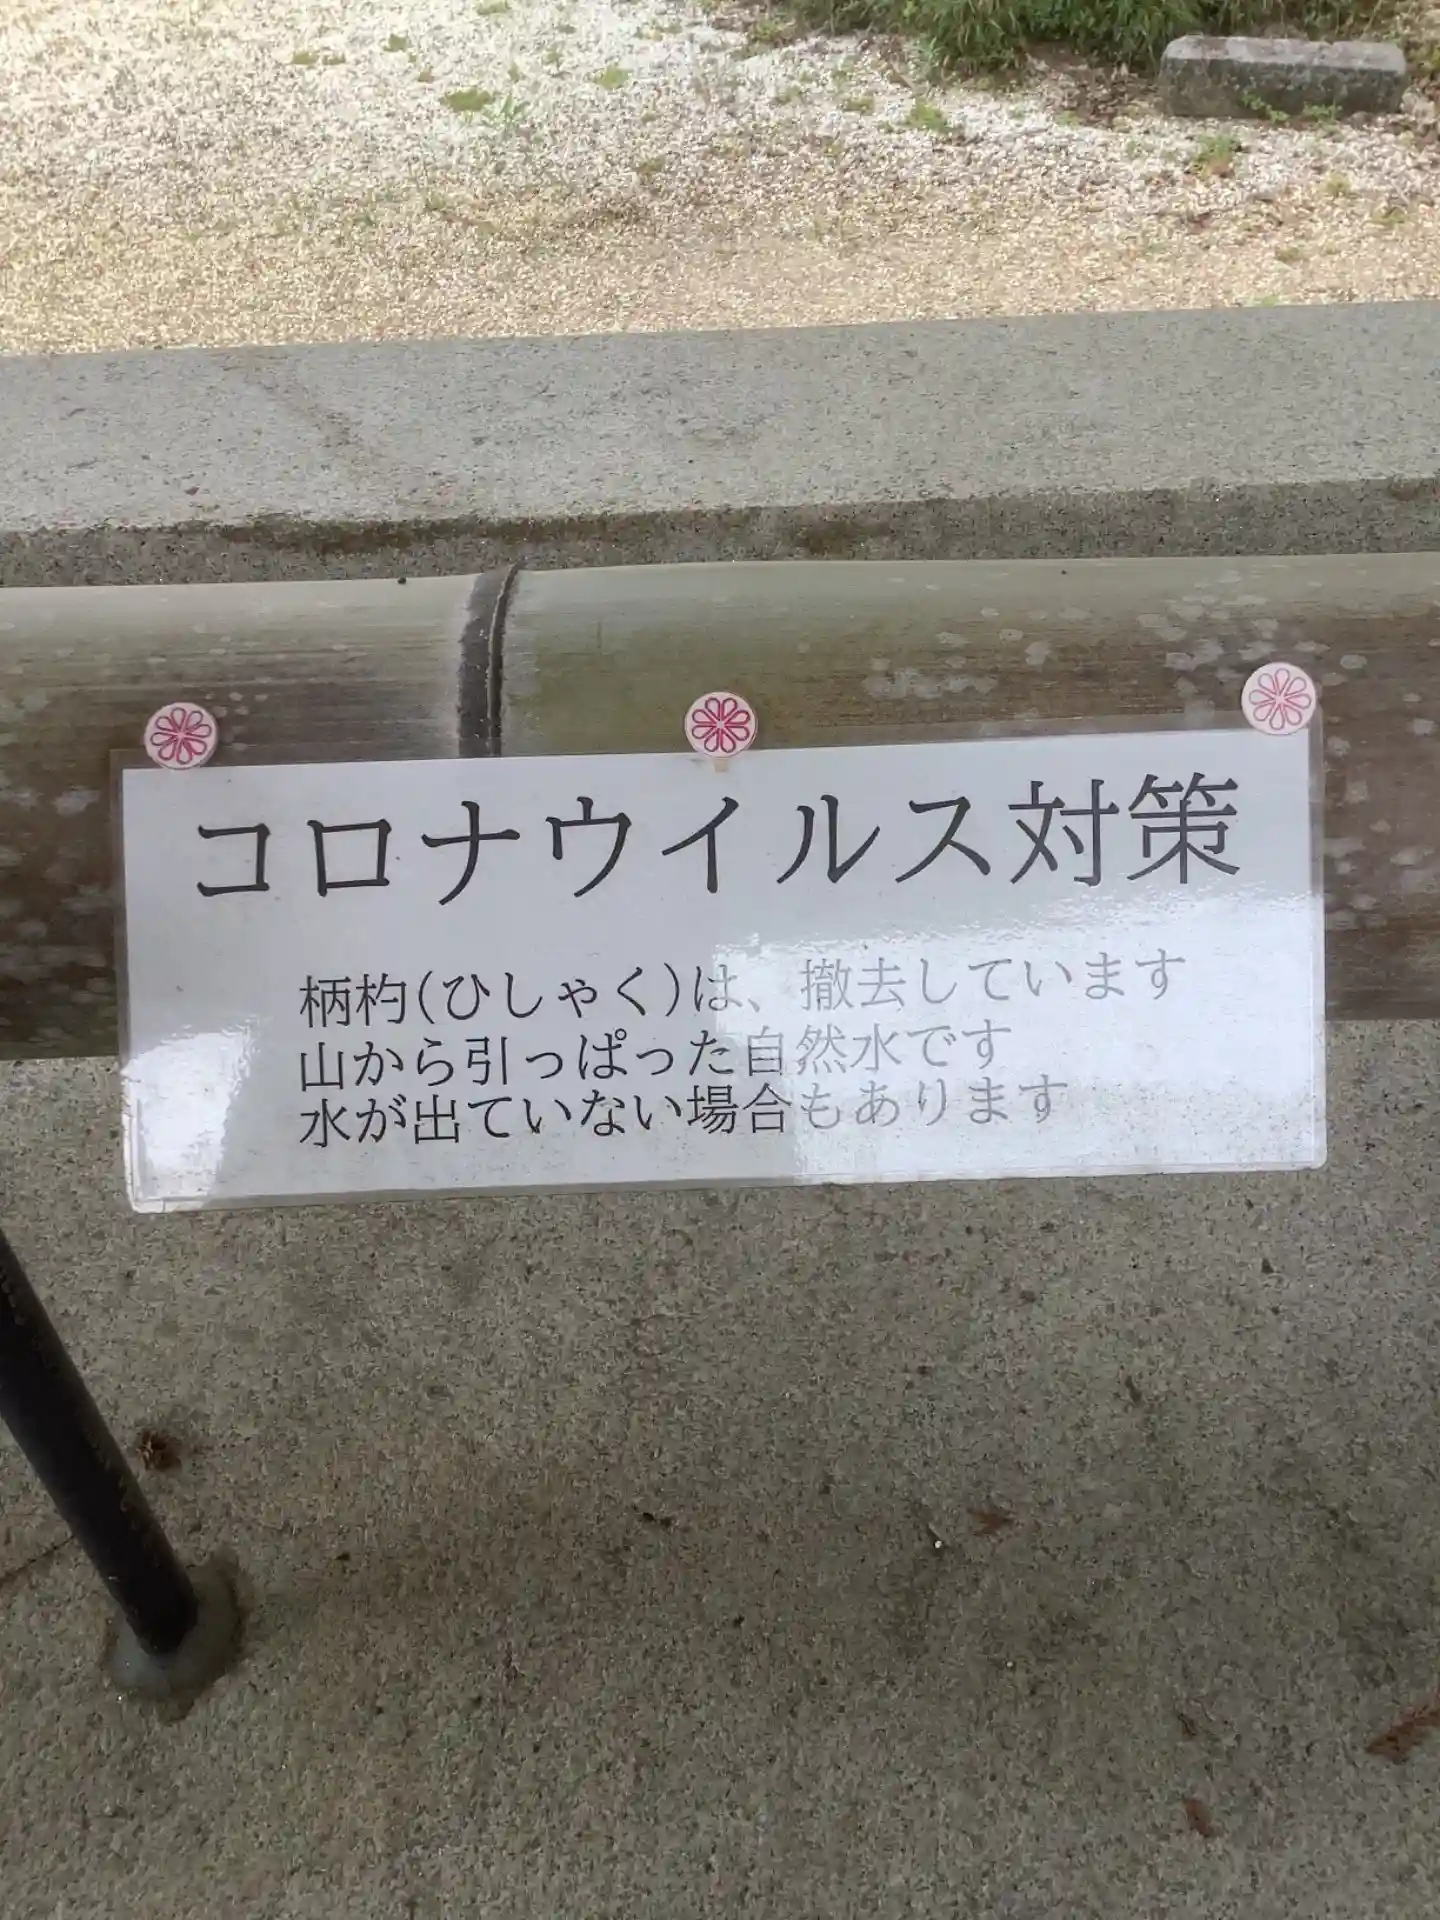 コロナウイルス対策
柄杓(ひしゃく)は、撤去しています
山から引っぱった自然水です
水が出ていない場合もあります